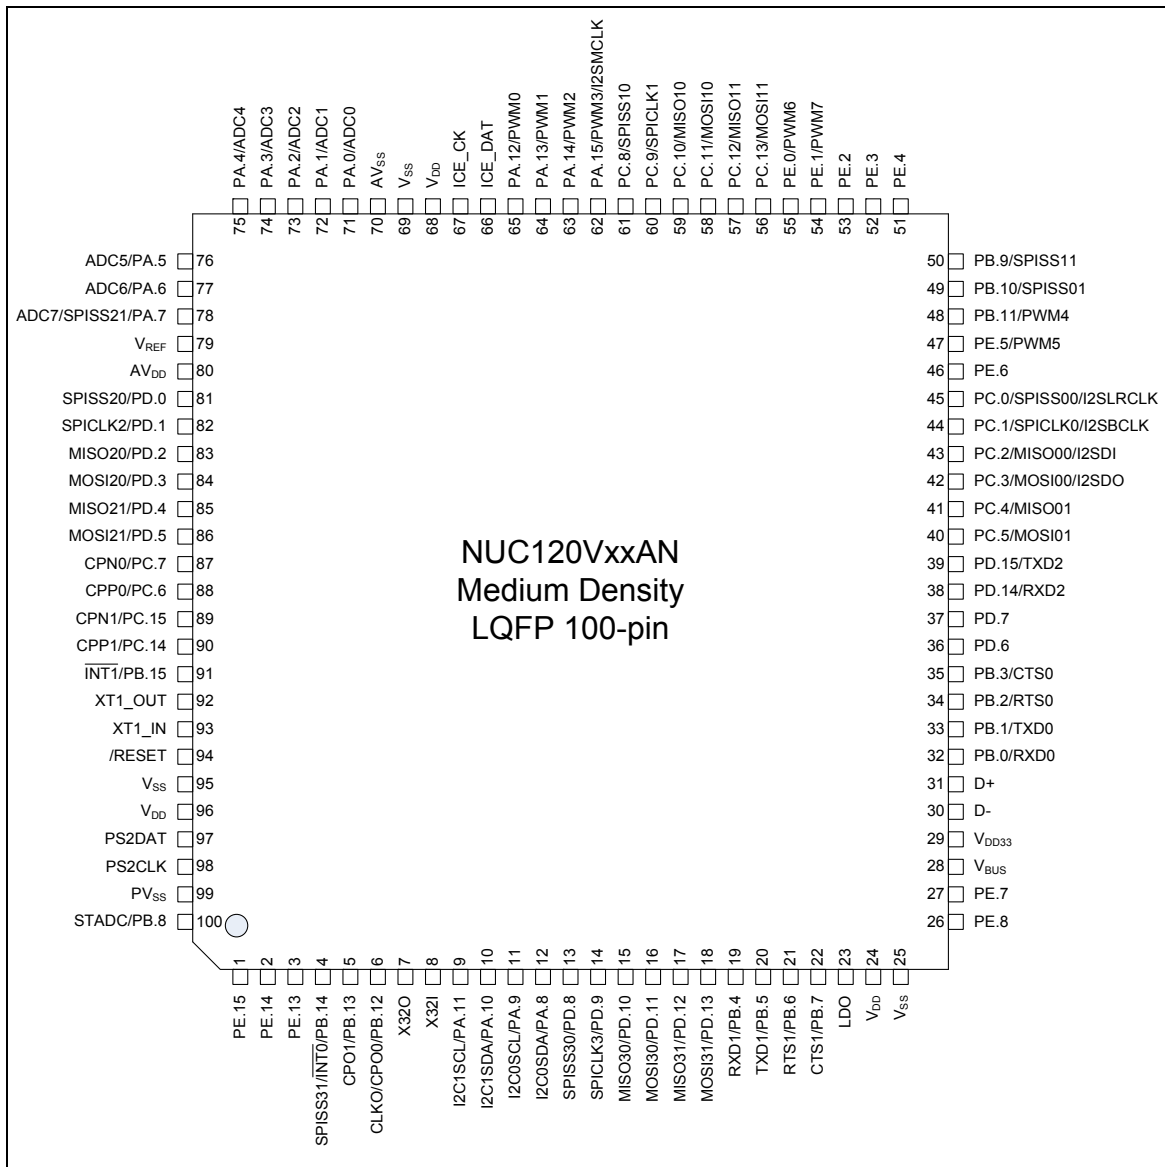 PA.4/ADC4
PA.3/ADC3
PA.2/ADC2
PA.1/ADC1
PA.0/ADC0
AVSS
VSS
VDD
ICE_CK
ICE_DAT
PA.12/PWM0
PA.13/PWM1
PA.14/PWM2
PA.15/PWM3/I2SMCLK
PC.8/SPISS10
PC.9/SPICLK1
PC.10/MISO10
PC.11/MOSI10
PC.12/MISO11
PC.13/MOSI11
PE.0/PWM6
PE.1/PWM7
PE.2
PE.3
PE.4
75
74
73
72
71
70
69
68
67
66
65
64
63
62
61
60
59
58
57
56
55
54
53
52
51
ADC5/PA.5 76
ADC6/PA.6 77
ADC7/SPISS21/PA.7 78
VREF 79
AVDD 80
SPISS20/PD.0 81
SPICLK2/PD.1 82
MISO20/PD.2 83
MOSI20/PD.3 84
MISO21/PD.4 85
MOSI21/PD.5 86
CPN0/PC.7 87
CPP0/PC.6 88
CPN1/PC.15 89
CPP1/PC.14 90
INT1/PB.15 91
XT1_OUT 92
XT1_IN 93
/RESET 94
VSS 95
VDD 96
PS2DAT 97
PS2CLK 98
PVSS 99
STADC/PB.8 100
NUC120VxxAN
Medium Density
LQFP 100-pin
50 PB.9/SPISS11
49 PB.10/SPISS01
48 PB.11/PWM4
47 PE.5/PWM5
46 PE.6
45 PC.0/SPISS00/I2SLRCLK
44 PC.1/SPICLK0/I2SBCLK
43 PC.2/MISO00/I2SDI
42 PC.3/MOSI00/I2SDO
41 PC.4/MISO01
40 PC.5/MOSI01
39 PD.15/TXD2
38 PD.14/RXD2
37 PD.7
36 PD.6
35 PB.3/CTS0
34 PB.2/RTS0
33 PB.1/TXD0
32 PB.0/RXD0
31 D+
30 D-
29 VDD33
28 VBUS
27 PE.7
26 PE.8
1
2
3
4
5
6
7
8
9
10
11
12
13
14
15
16
17
18
19
20
21
22
23
24
25
PE.15
PE.14
PE.13
SPISS31/INT0/PB.14
CPO1/PB.13
CLKO/CPO0/PB.12
X32O
X32I
I2C1SCL/PA.11
I2C1SDA/PA.10
I2C0SCL/PA.9
I2C0SDA/PA.8
SPISS30/PD.8
SPICLK3/PD.9
MISO30/PD.10
MOSI30/PD.11
MISO31/PD.12
MOSI31/PD.13
RXD1/PB.4
TXD1/PB.5
RTS1/PB.6
CTS1/PB.7
LDO
VDD
VSS